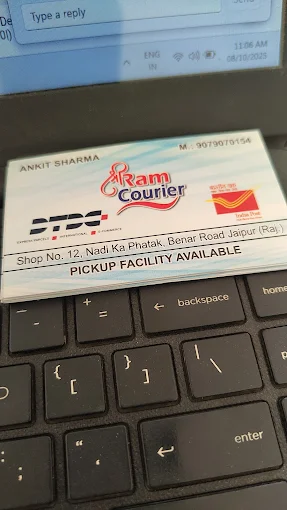 Type a reply
ENG
IN
11:06 AM
08/10/2025
ANKIT SHARMA
M.: 9079079154
श्री Ram
Courier
DTDC
भारतीय डाक
India Post
Shop No. 12, Nadi Ka Phatak, Benar Road Jaipur (Raj.)
PICKUP FACILITY AVAILABLE
-
+
=
← backspace
home
{
[
}
]
|
\
:
;
"
'
enter